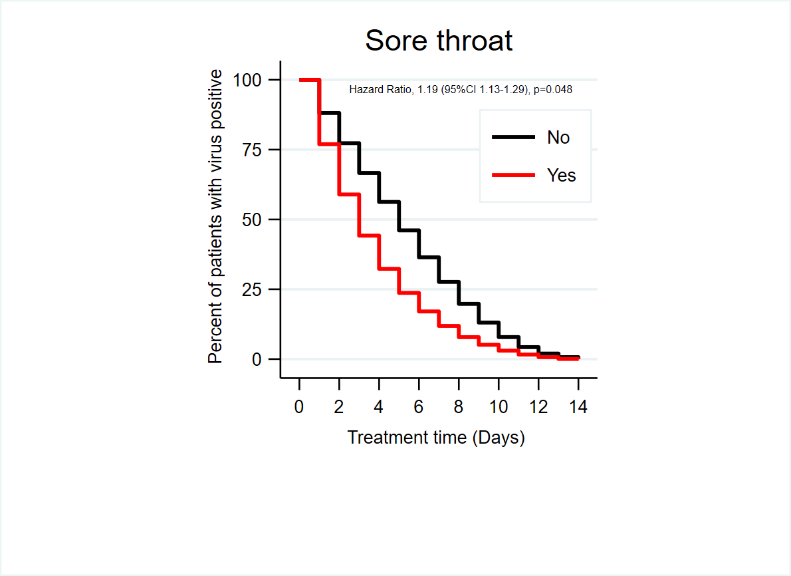 Sore throat
Hazard Ratio, 1.19 (95%CI 1.13-1.29), p=0.048
No
Yes
Percent of patients with virus positive
100
75
50
25
0
0 2 4 6 8 10 12 14
Treatment time (Days)